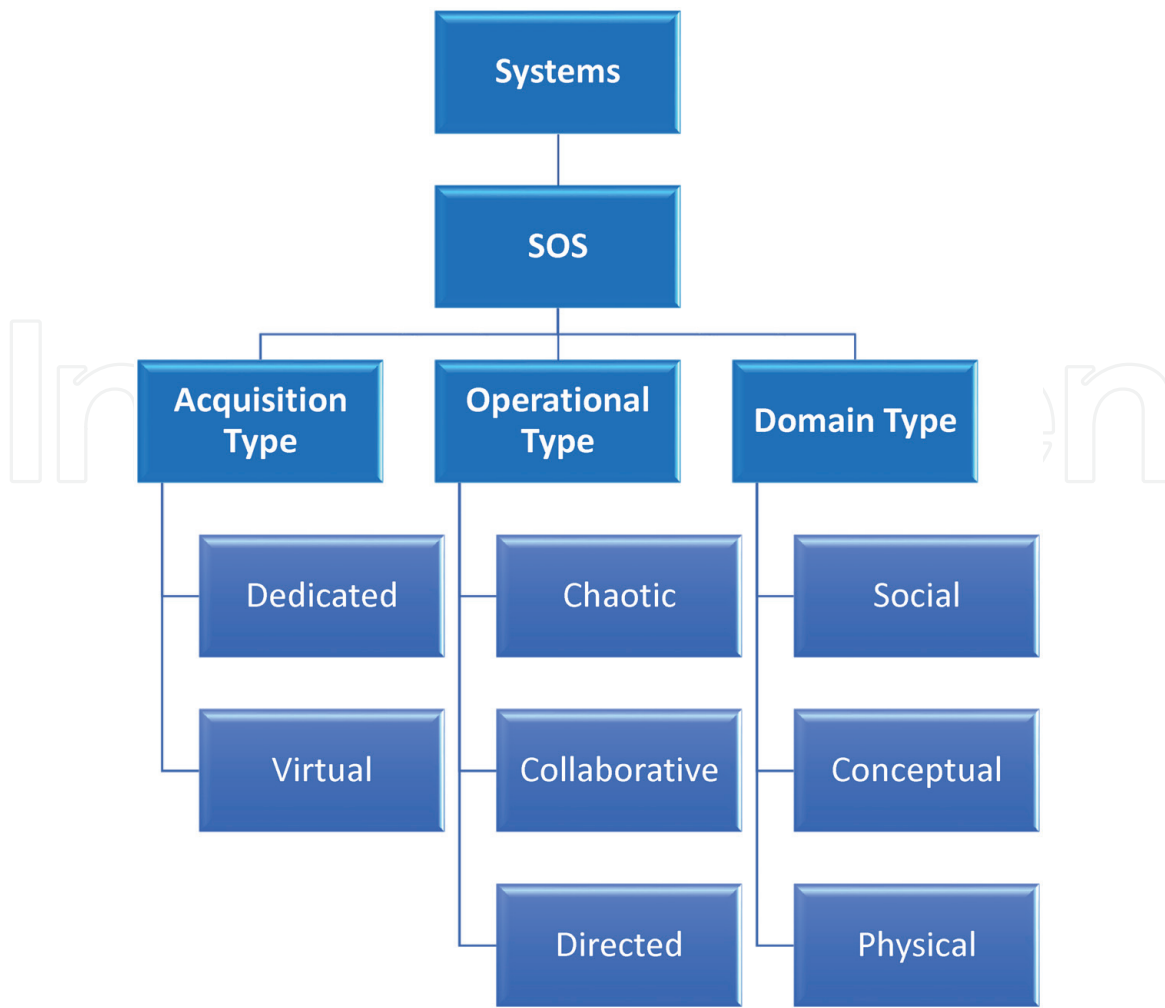 Systems
SOS
Acquisition
Type
Operational
Type
Domain Type
Dedicated
Chaotic
Social
Virtual
Collaborative
Conceptual
Directed
Physical